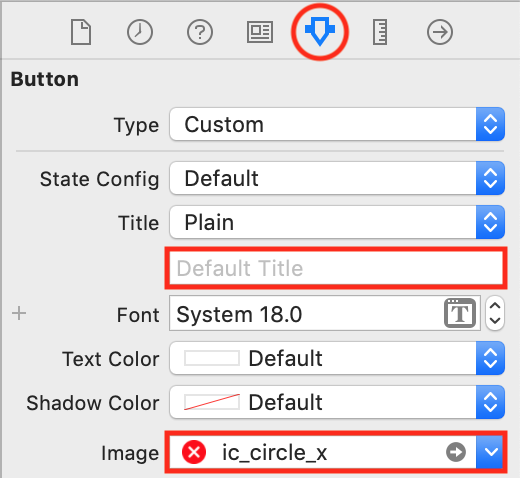 Button
Type Custom
State Config Default
Title Plain
Default Title
Font System 18.0 T
Text Color Default
Shadow Color Default
Image ic_circle_x